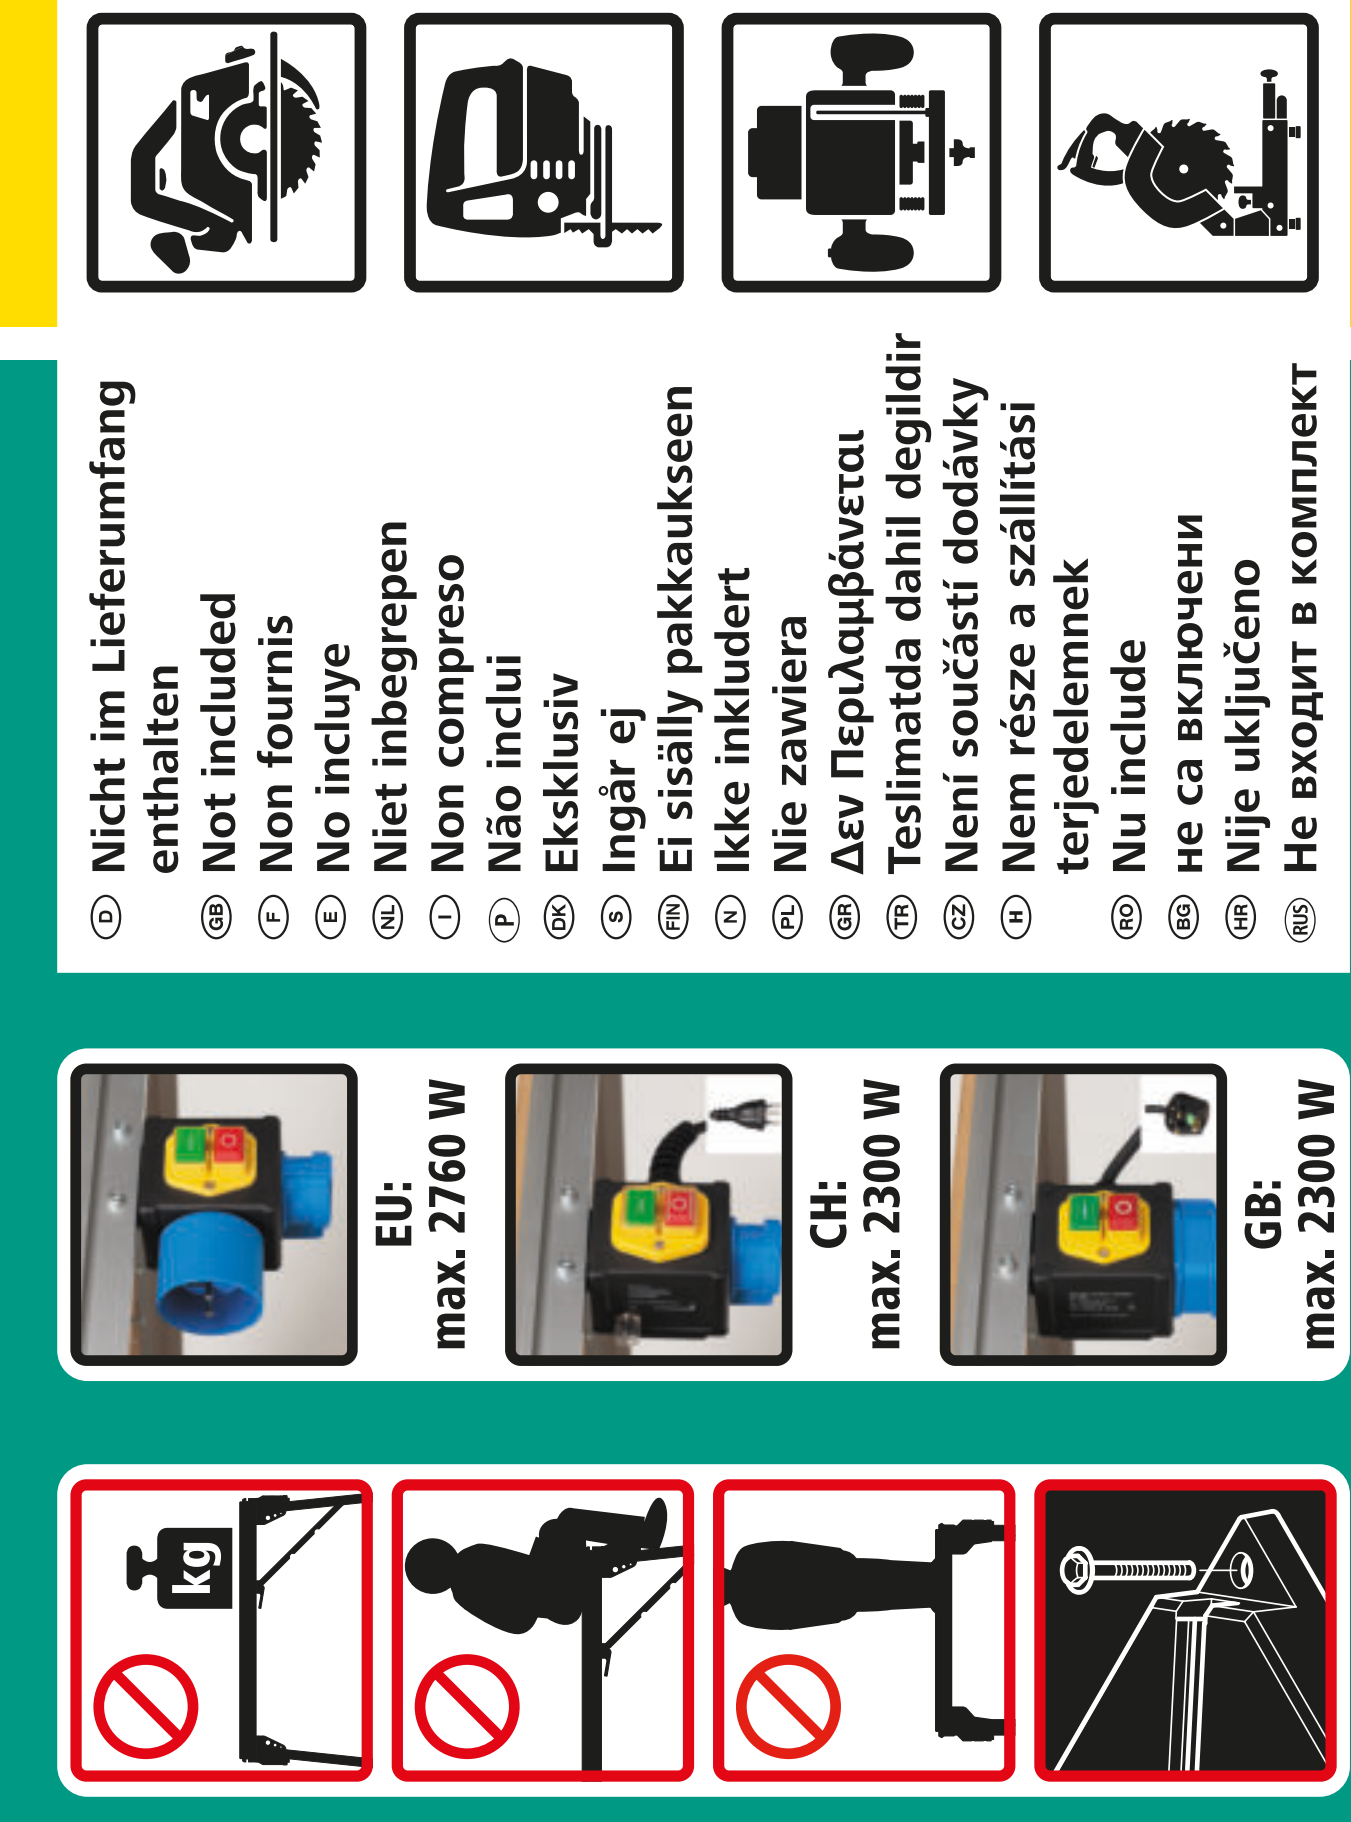 D Nicht im Lieferumfang
enthalten
GB Not included
F Non fournis
E No incluye
NL Niet inbegrepen
I Non compreso
P Não inclui
DK Eksklusiv
S Ingår ej
FIN Ei sisälly pakkaukseen
N Ikke inkludert
PL Nie zawiera
GR Δεν Περιλαμβάνεται
TR Teslimatda dahil degildir
CZ Není součástí dodávky
H Nem része a szállítási
terjedelemnek
RO Nu include
BG не са включени
HR Nije uključeno
RUS Не входит в комплект
EU:
max. 2760 W
CH:
max. 2300 W
GB:
max. 2300 W
kg